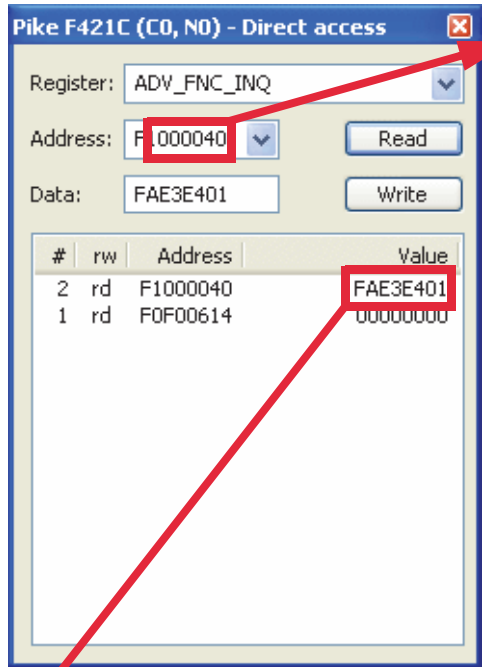 Pike F421C (C0, N0) - Direct access
Register: ADV_FNC_INQ
Address: F1000040 Read
Data: FAE3E401 Write
# rw Address Value
2 rd F1000040 FAE3E401
1 rd F0F00614 00000000